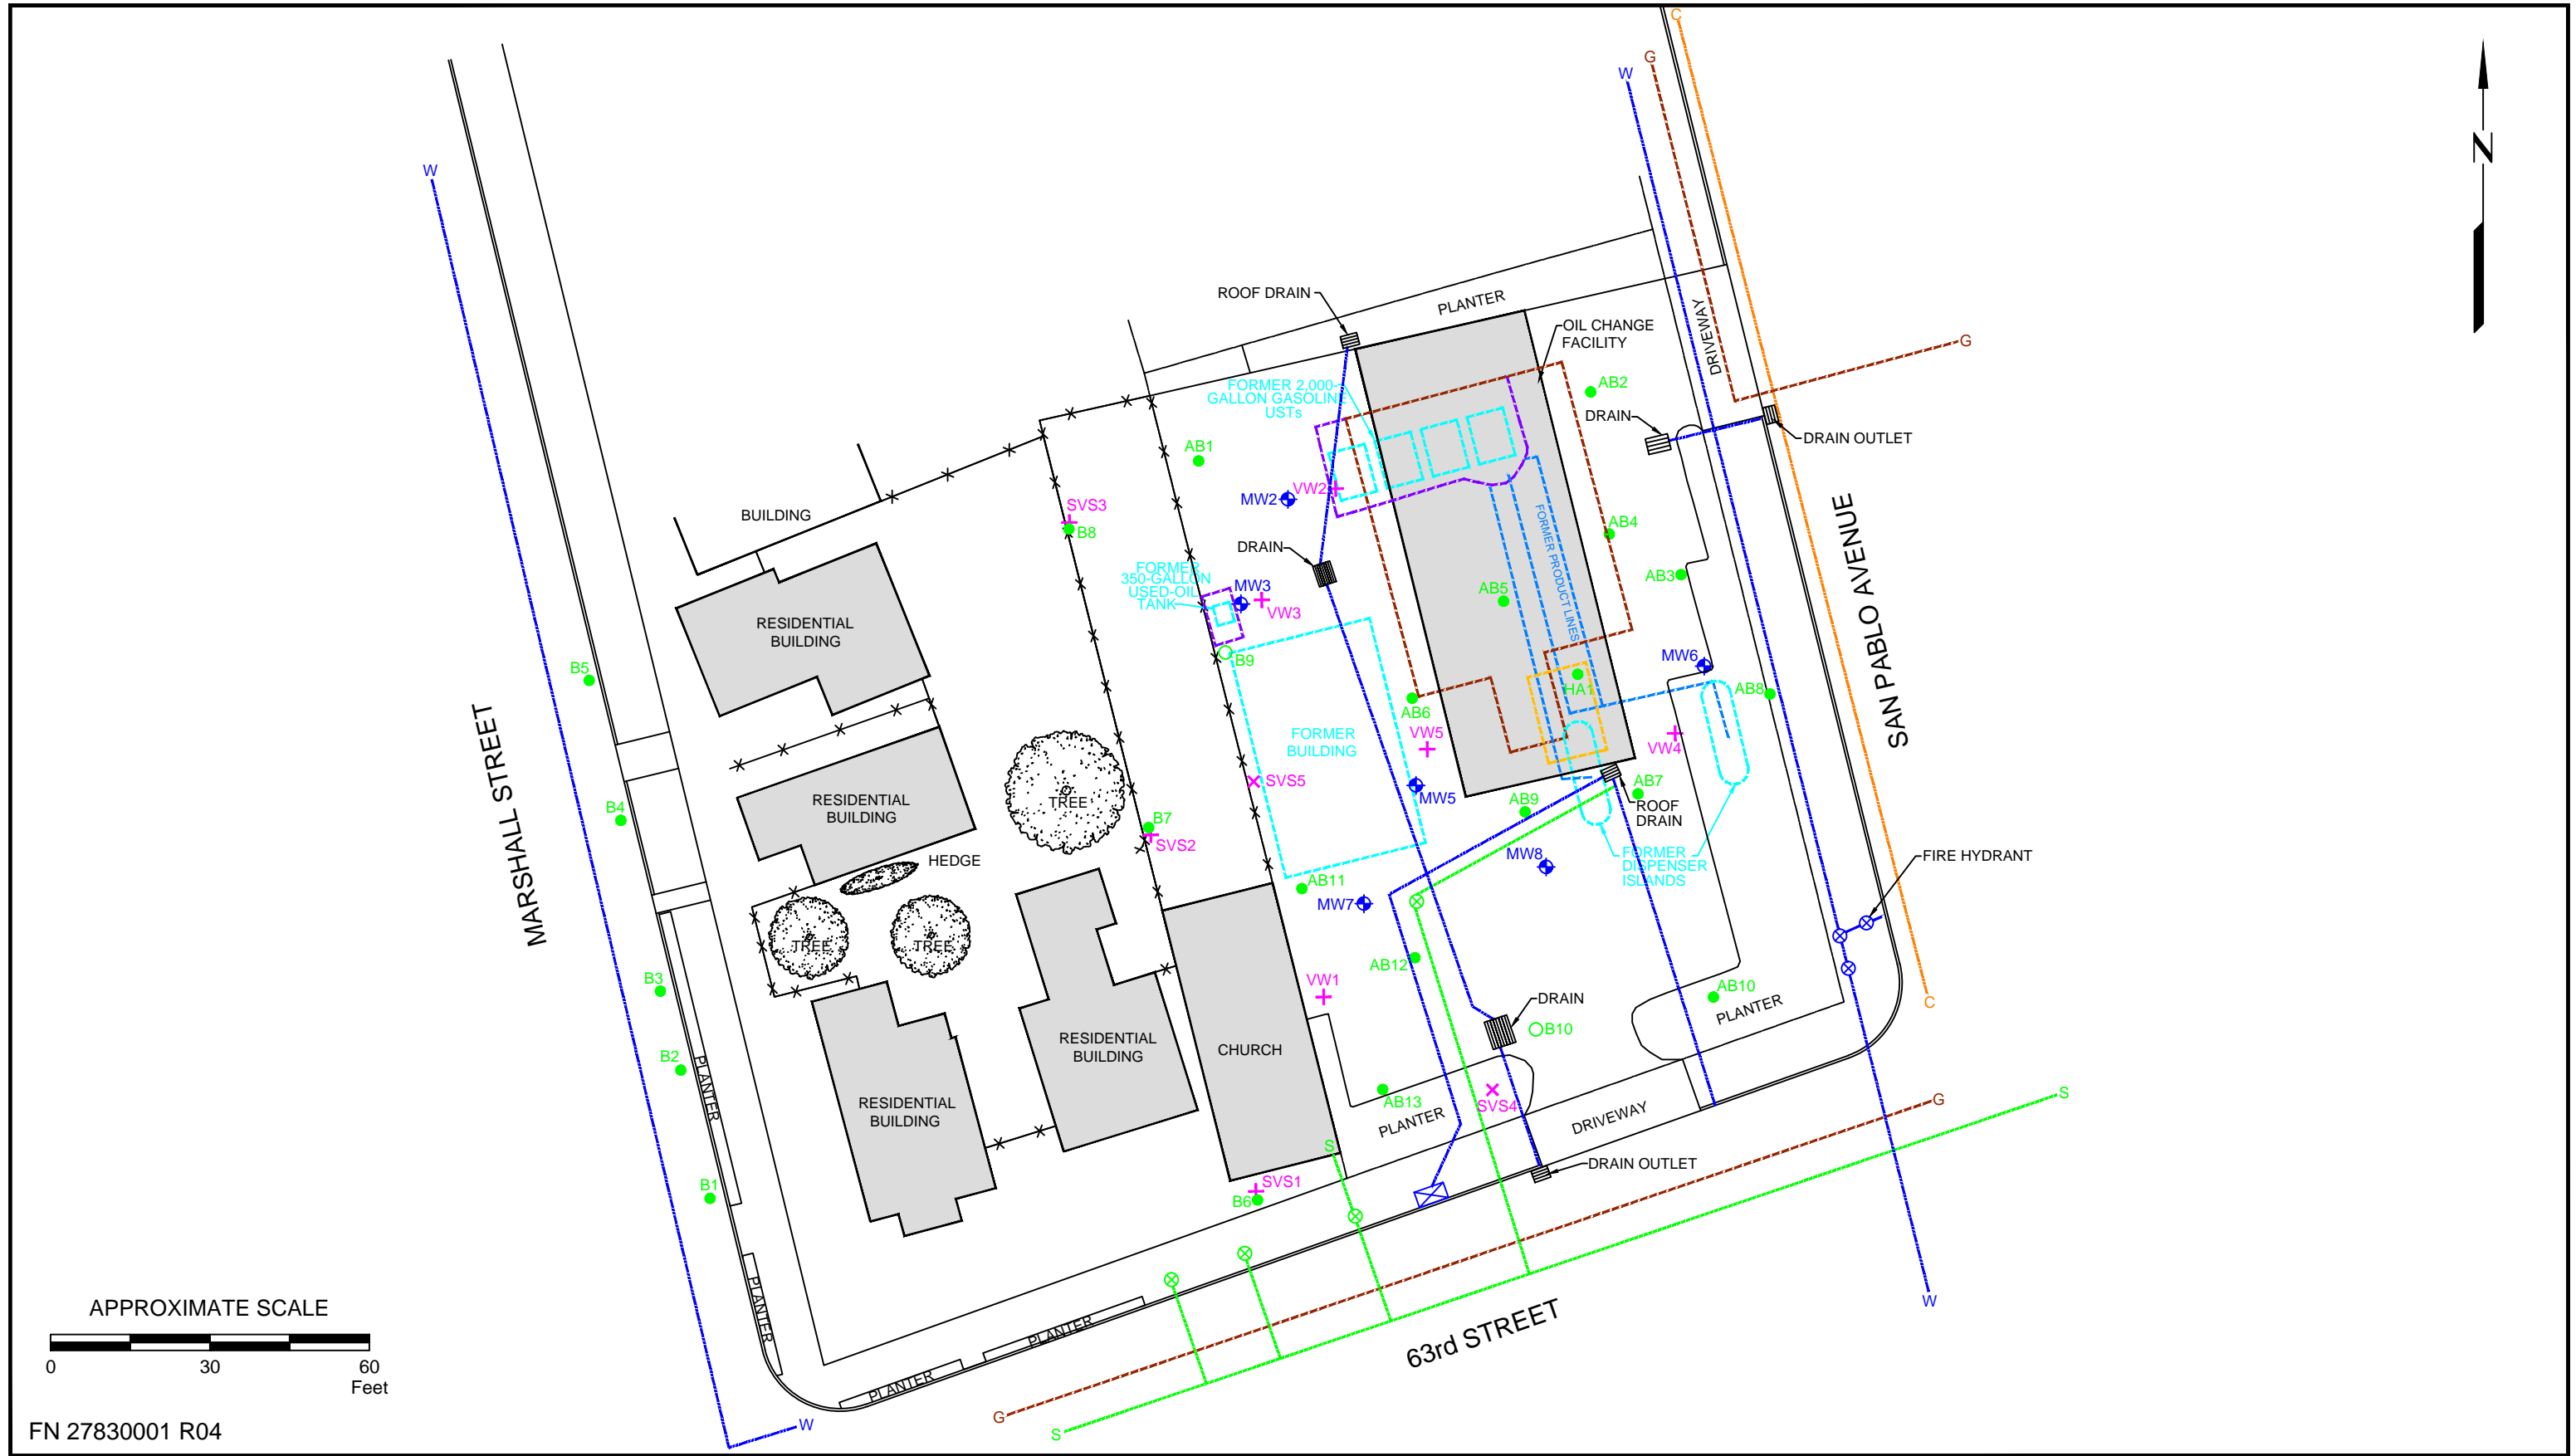 C
G
W
N
W
ROOF DRAIN
PLANTER
OIL CHANGE
FACILITY
DRIVEWAY
G
FORMER 2,000-
GALLON GASOLINE
USTs
AB2
DRAIN
DRAIN OUTLET
AB1
MW2
VW2
SVS3
B8
BUILDING
DRAIN
AB4
AB3
FORMER PRODUCT LINES
SAN PABLO AVENUE
FORMER
350-GALLON
USED-OIL
TANK
MW3
VW3
AB5
RESIDENTIAL
BUILDING
B9
MW6
B5
HA1
AB8
AB6
VW5
VW4
FORMER
BUILDING
MARSHALL STREET
SVS5
MW5
AB7
ROOF
DRAIN
AB9
RESIDENTIAL
BUILDING
TREE
B4
B7
SVS2
HEDGE
MW8
FORMER
DISPENSER
ISLANDS
FIRE HYDRANT
AB11
MW7
TREE
TREE
AB12
B3
VW1
DRAIN
B10
AB10
PLANTER
C
RESIDENTIAL
BUILDING
CHURCH
B2
PLANTER
RESIDENTIAL
BUILDING
AB13
PLANTER
SVS4
DRIVEWAY
G
S
S
DRAIN OUTLET
B1
SVS1
B6
W
PLANTER
PLANTER
PLANTER
63rd STREET
APPROXIMATE SCALE
0 30 60
Feet
G
S
W
FN 27830001 R04